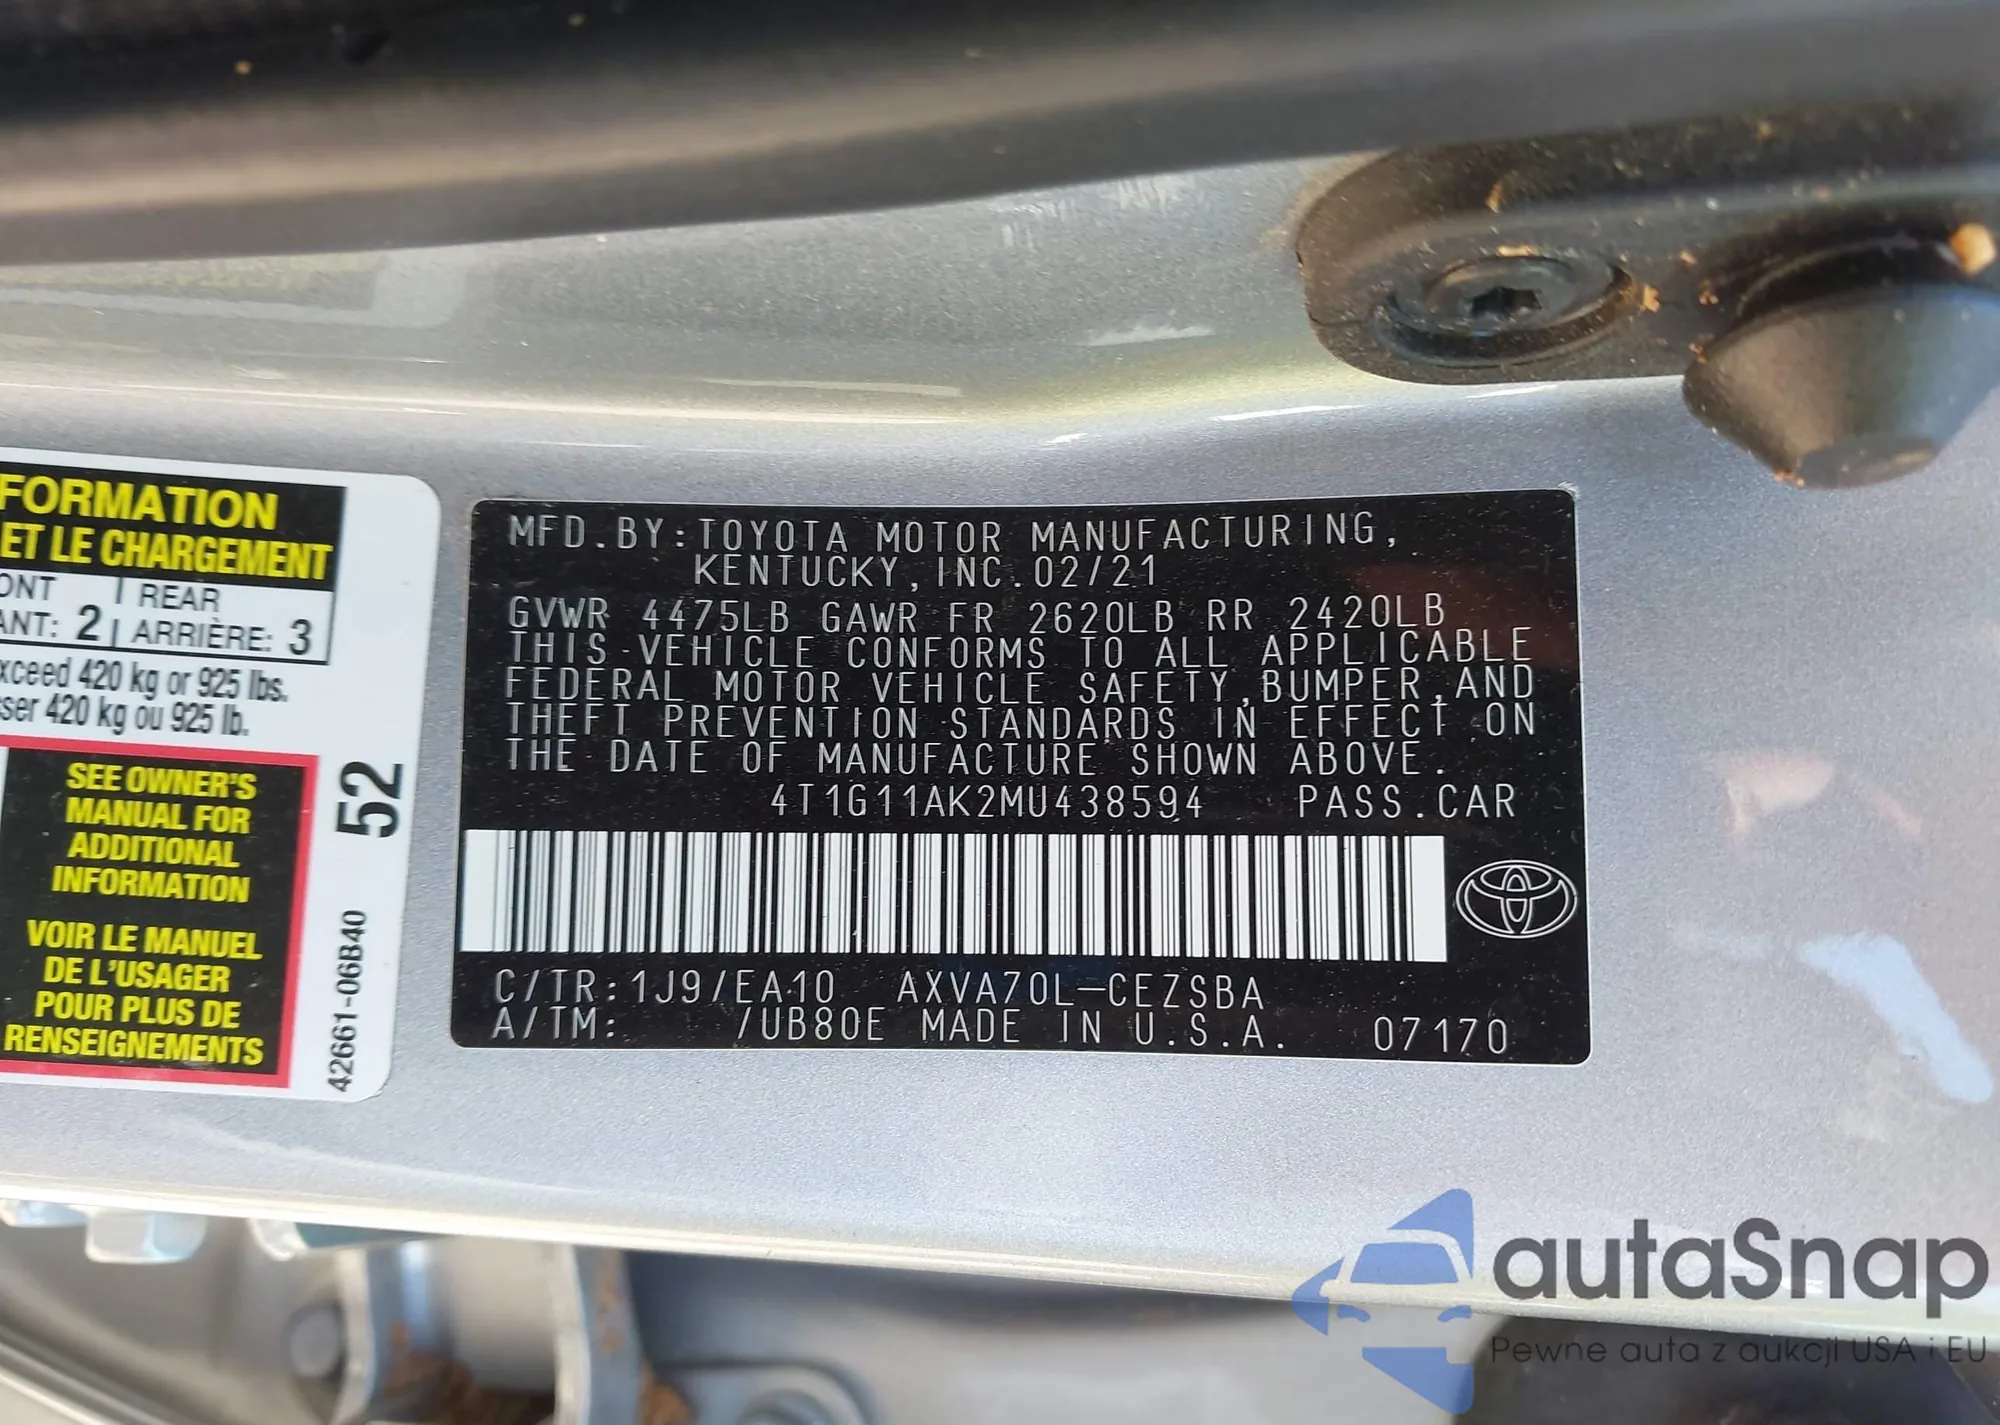 FORMATION
ET LE CHARGEMENT
REAR
ANT: 2 ARRIÈRE: 3
420 kg or 925 lbs.
420 kg ou 925 lb.
SEE OWNER'S
MANUAL FOR
ADDITIONAL
INFORMATION
VOIR LE MANUEL
DE L'USAGER
POUR PLUS DE
RENSEIGNEMENTS
52
42661-06B40
MFD.BY:TOYOTA MOTOR MANUFACTURING,
KENTUCKY,INC.02/21
GVWR 4475LB GAWR FR 2620LB RR 2420LB
THIS VEHICLE CONFORMS TO ALL APPLICABLE
FEDERAL MOTOR VEHICLE SAFETY,BUMPER,AND
THEFT PREVENTION STANDARDS IN EFFECT ON
THE DATE OF MANUFACTURE SHOWN ABOVE.
4T1G11AK2MU438594 PASS.CAR
C/TR:1J9/EA10 AXVA70L-CEZSBA
A/TM: /UB80E MADE IN U.S.A. 07170
autaSnap
Pewne auta z aukcji USA i EU